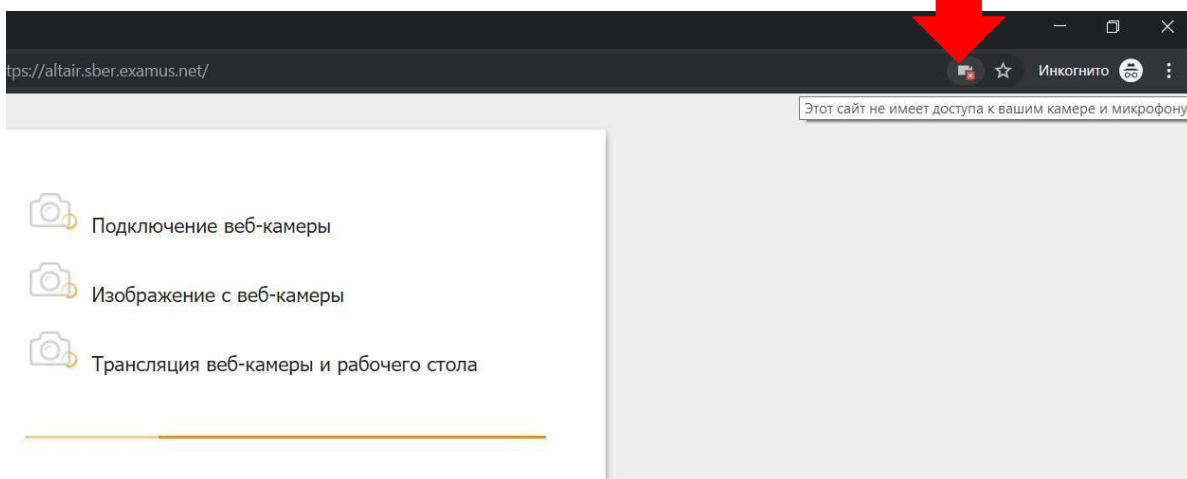 tps://altair.sber.examus.net/
Инкогнито
Этот сайт не имеет доступа к вашим камере и микрофону
Подключение веб-камеры
Изображение с веб-камеры
Трансляция веб-камеры и рабочего стола